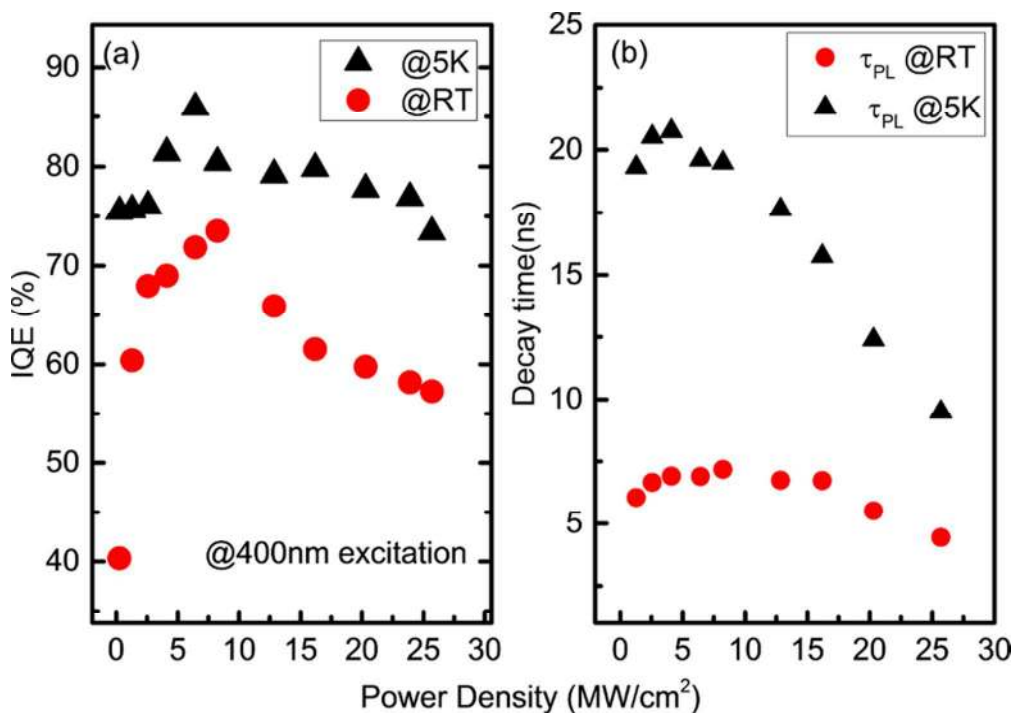 (a)
@5K
@RT
90
80
70
60
50
40
IQE (%)
@400nm excitation
0 5 10 15 20 25 30
(b)
τPL @RT
τPL @5K
25
20
15
10
5
Decay time(ns)
0 5 10 15 20 25 30
Power Density (MW/cm²)